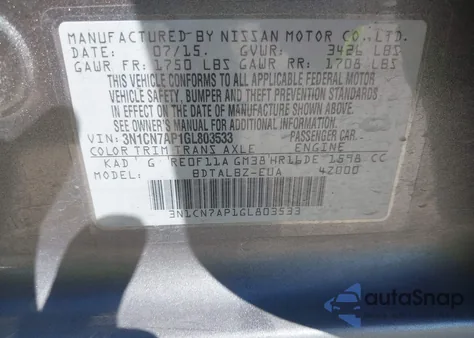 MANUFACTURED BY NISSAN MOTOR CO.,LTD.
DATE: 07/15. GVWR: 3426 LBS
GAWR FR: 1750 LBS GAWR RR: 1708 LBS
THIS VEHICLE CONFORMS TO ALL APPLICABLE FEDERAL MOTOR
VEHICLE SAFETY, BUMPER AND THEFT PREVENTION STANDARDS
IN EFFECT ON THE DATE OF MANUFACTURE SHOWN ABOVE.
SEE OWNER'S MANUAL FOR ADDITIONAL INFORMATION
VIN: 3N1CN7AP1GL803533 PASSENGER CAR.
COLOR TRIM TRANS AXLE ENGINE
KAD G RE0F11A GM38 HR16DE 1598 CC
MODEL: BDTALBZ-EUA 4Z000
3N1CN7AP1GL803533
autoSnap